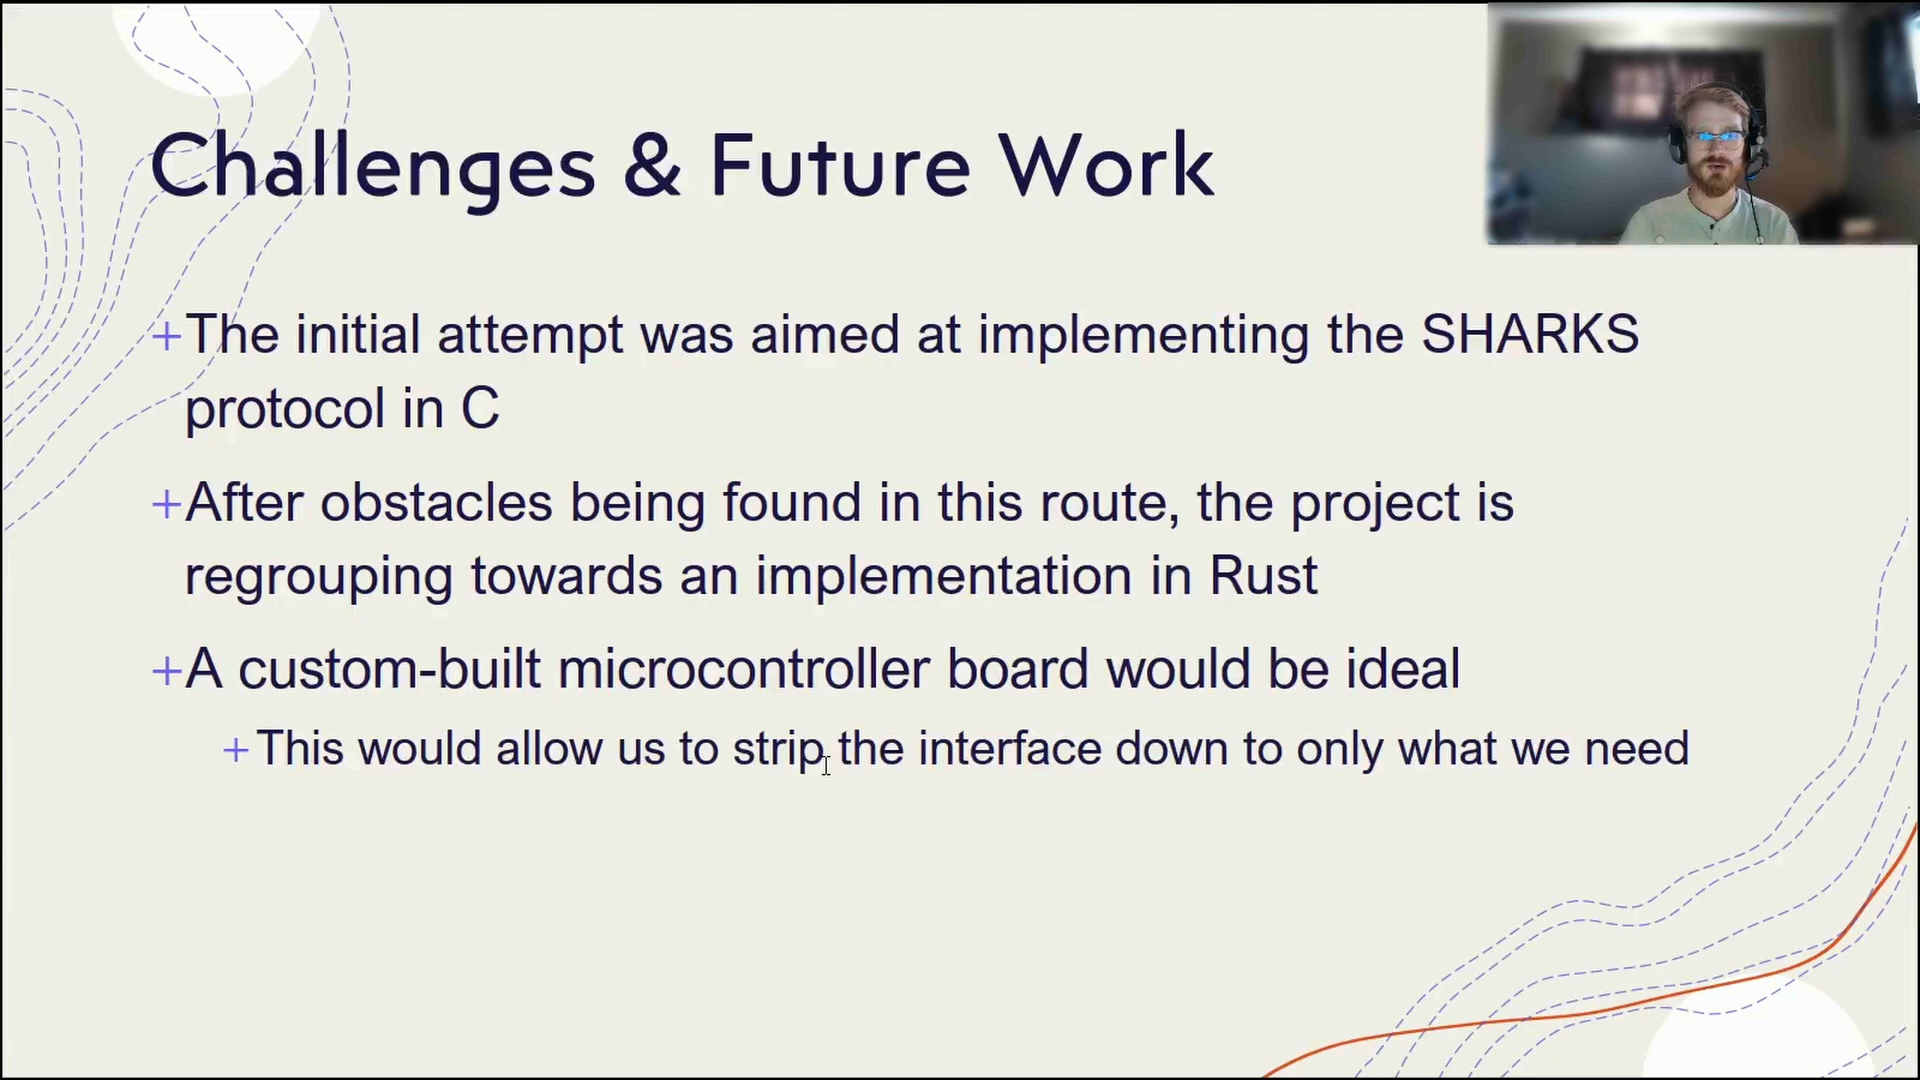 Challenges & Future Work
+The initial attempt was aimed at implementing the SHARKS
protocol in C
+After obstacles being found in this route, the project is
regrouping towards an implementation in Rust
+A custom-built microcontroller board would be ideal
+This would allow us to strip the interface down to only what we need